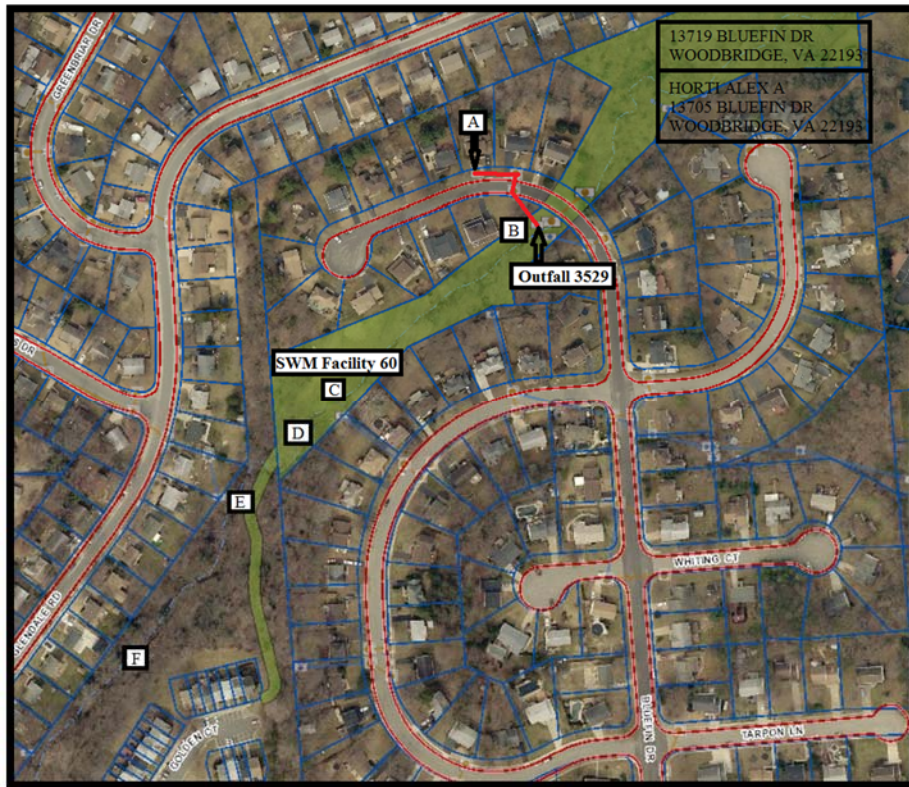 13719 BLUEFIN DR
WOODBRIDGE, VA 22193
HORTI ALEX A
13705 BLUEFIN DR
WOODBRIDGE, VA 22193
GREENBRIAR DR
A
B
Outfall 3529
DR
SWM Facility 60
C
D
E
WHITING CT
GLENDALE RD
F
BLUEFIN DR
TARPON LN
GOLDEN CT